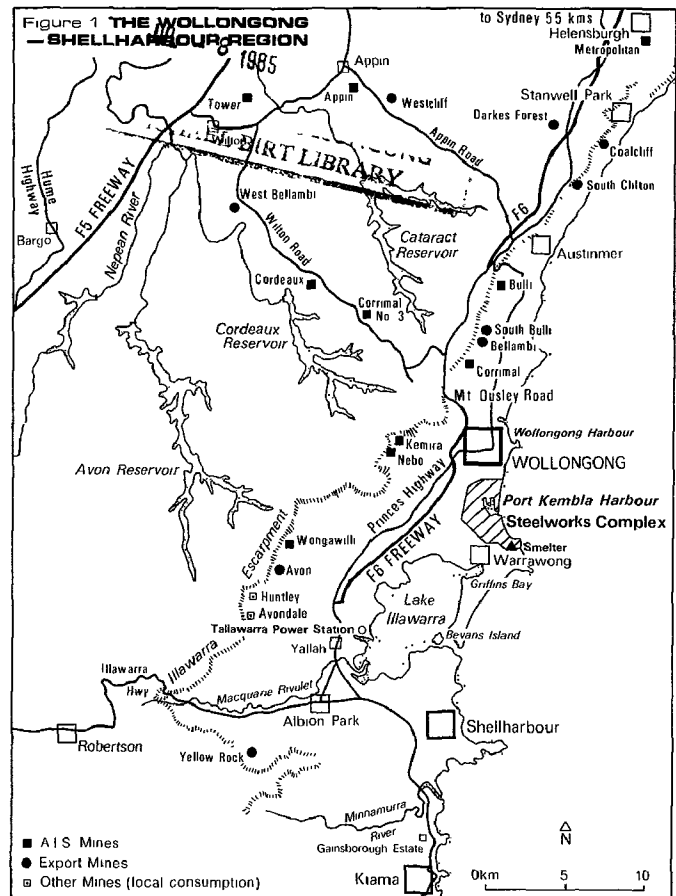 Figure 1 THE WOLLONGONG
— SHELLHARBOUR REGION
1985
to Sydney 55 kms
Helensburgh
Metropolitan
Appin
Stanwell Park
Tower
Appin
Westcliff
Darkes Forest
Appin Road
Coalcliff
Wilton
BIRT LIBRARY
South Clifton
Hume
Highway
F5 FREEWAY
West Bellambi
F6
Bargo
Nepean River
Wilton
Road
Cataract
Reservoir
Austinmer
Cordeaux
Bulli
Corrimal
No 3
Cordeaux
Reservoir
South Bulli
Bellambi
Corrimal
Mt Ousley Road
Wollongong Harbour
Kemira
Nebo
WOLLONGONG
Avon Reservoir
Princes Highway
Port Kembla Harbour
Steelworks Complex
Escarpment
F6 FREEWAY
Wongawilli
Smelter
Warrawong
Avon
Griffins Bay
Huntley
Avondale
Lake
Illawarra
Tallawarra Power Station
Bevans Island
Yallah
Illawarra
Illawarra
Hwy
Macquarie Rivulet
Albion Park
Shellharbour
Robertson
Yellow Rock
Minnamurra
River
Gainsborough Estate
A I S Mines
Export Mines
Other Mines (local consumption)
N
Kiama
0km 5 10